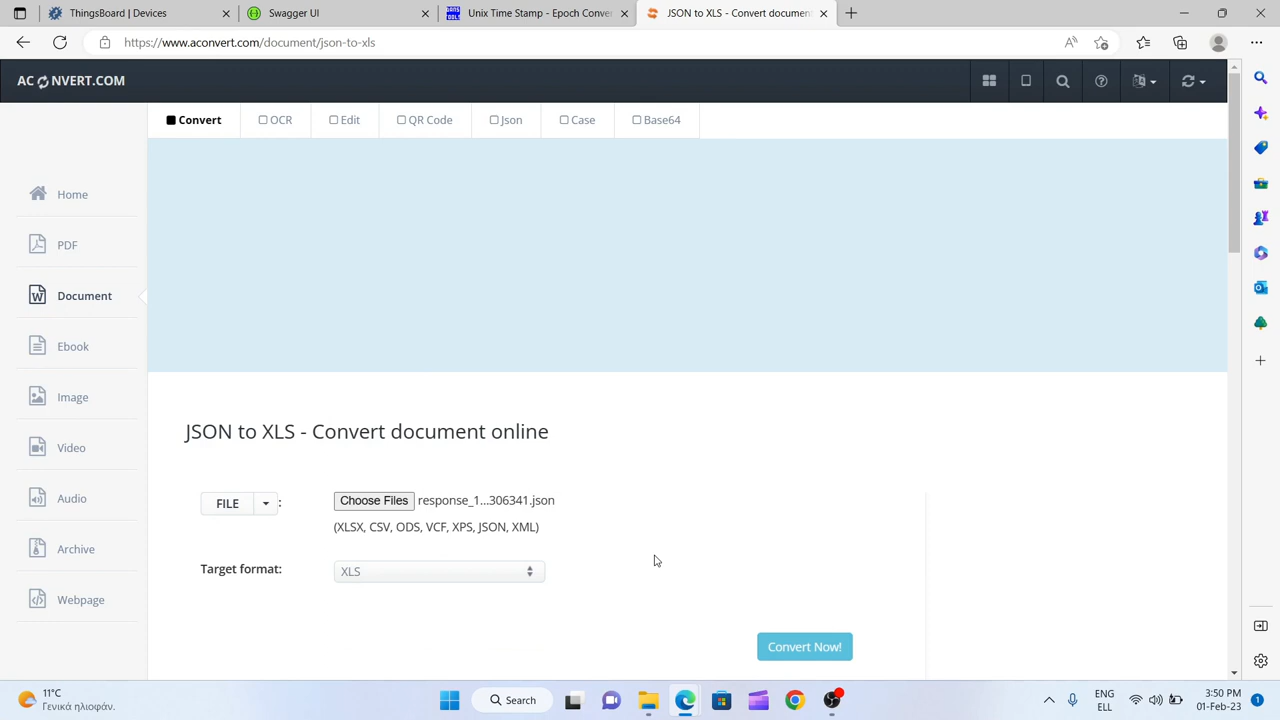 ThingsBoard | Devices
Swagger UI
Unix Time Stamp - Epoch Conver
JSON to XLS - Convert document
https://www.aconvert.com/document/json-to-xls
AC NVERT.COM
Convert
OCR
Edit
QR Code
Json
Case
Base64
Home
PDF
Document
Ebook
Image
Video
Audio
Archive
Webpage
JSON to XLS - Convert document online
FILE :
Choose Files response_1...306341.json
(XLSX, CSV, ODS, VCF, XPS, JSON, XML)
Target format:
XLS
Convert Now!
11°C
Γενικά ηλιοφάν.
Search
ENG
ELL
3:50 PM
01-Feb-23
1